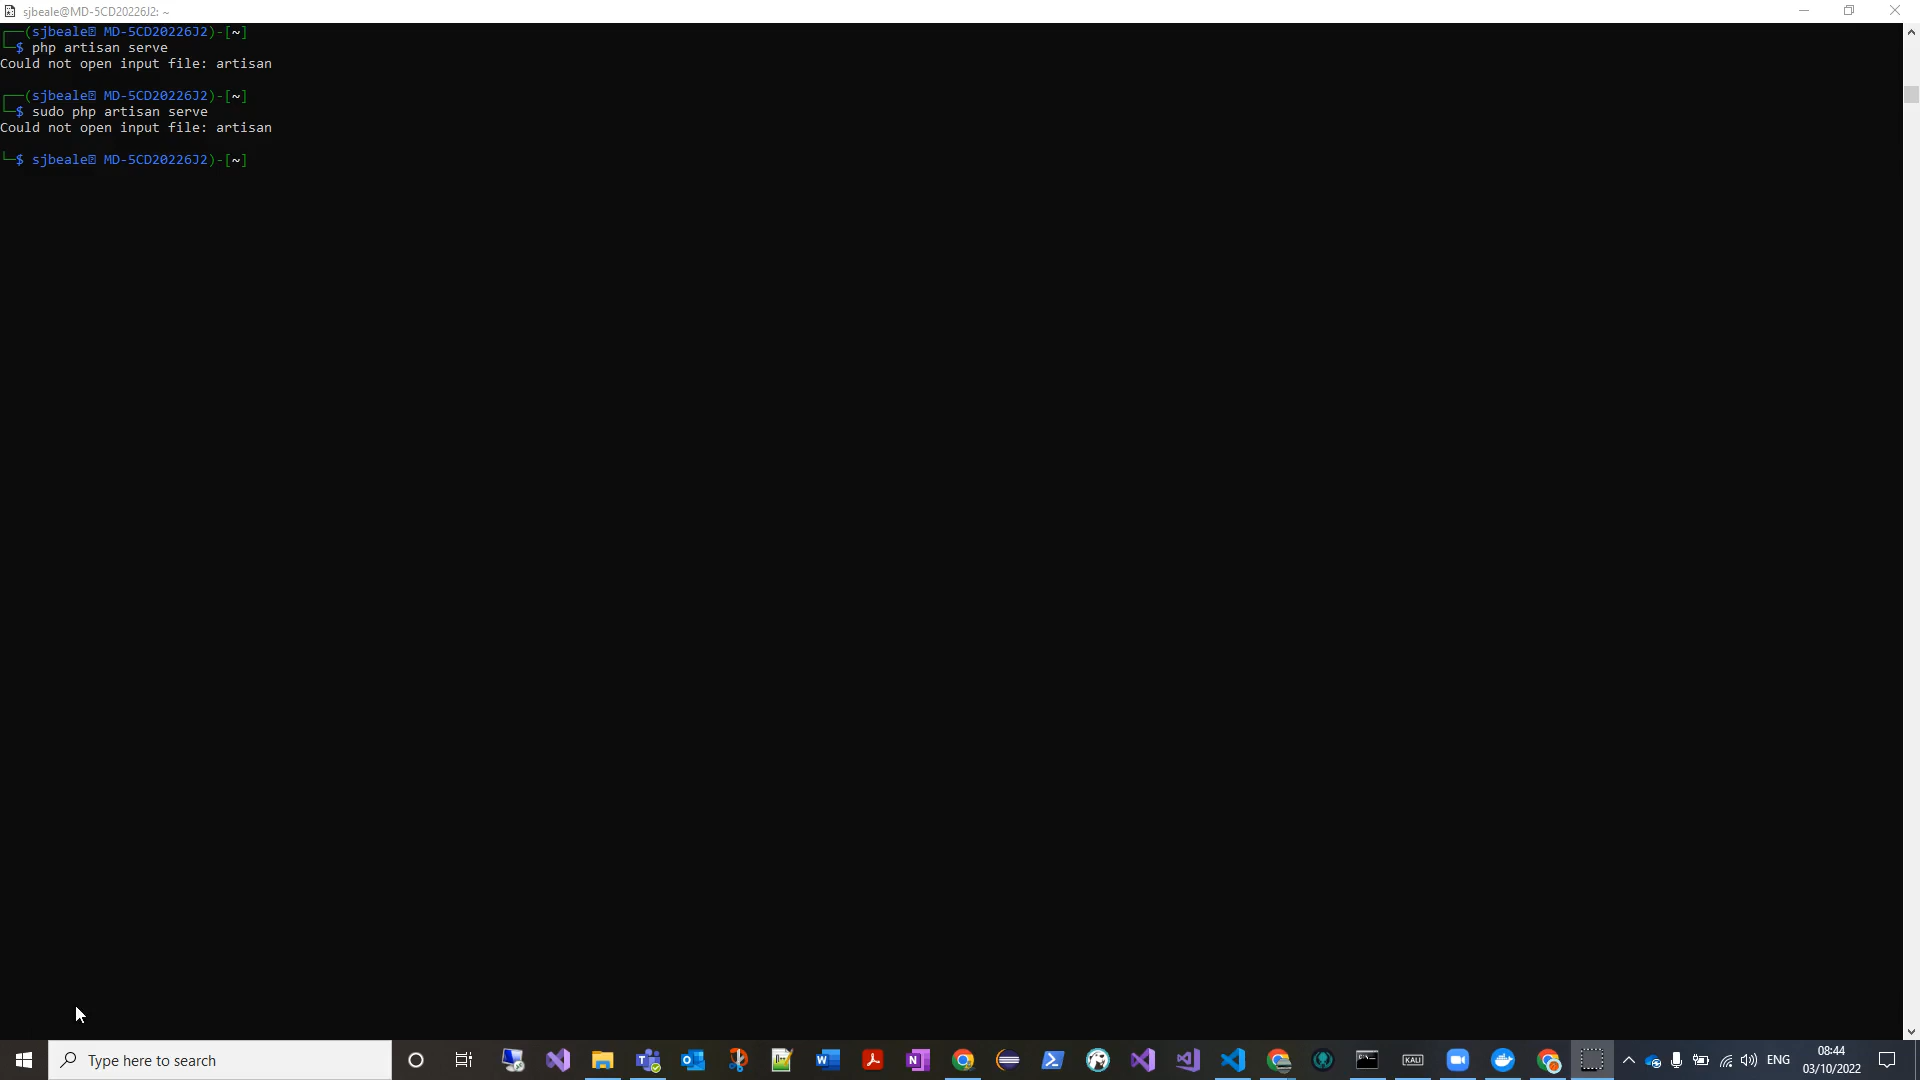 sjbeale@MD-5CD20226J2: ~
┌──(sjbeale⍰ MD-5CD20226J2)-[~]
└─$ php artisan serve
Could not open input file: artisan
┌──(sjbeale⍰ MD-5CD20226J2)-[~]
└─$ sudo php artisan serve
Could not open input file: artisan
└─$ sjbeale⍰ MD-5CD20226J2)-[~]
Type here to search
KALI
ENG
08:44
03/10/2022